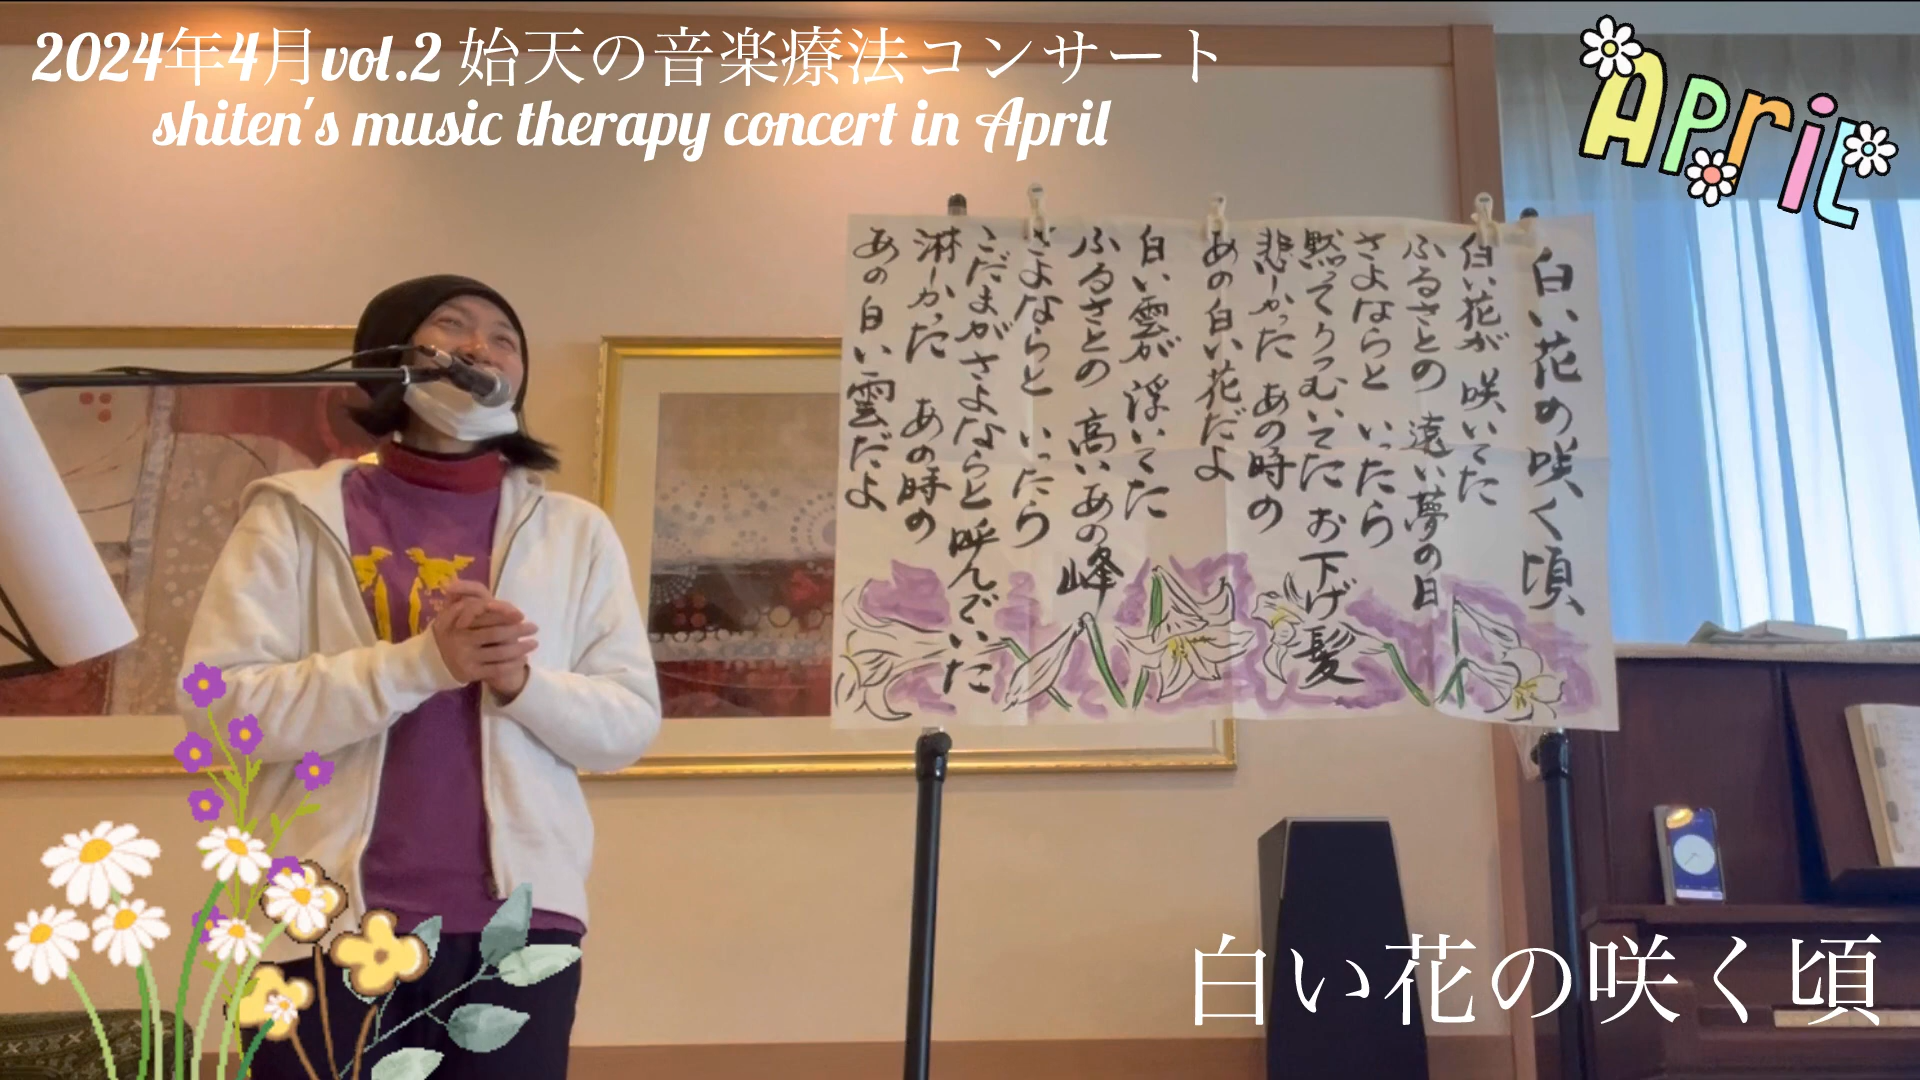 2024年4月vol.2 始天の音楽療法コンサート
shiten's music therapy concert in April
APriL
白い花の咲く頃
白い花が 咲いてた
ふるさとの 遠い夢の日
さよならと いったら
黙ってうつむいてた お下げ髪
悲しかった あの時の
あの白い花だよ
白い雲が 浮いてた
ふるさとの 高いあの峰
さよならと いったら
こだまがさよならと 呼んでいた
淋しかった あの時の
あの白い雲だよ
白い花の咲く頃